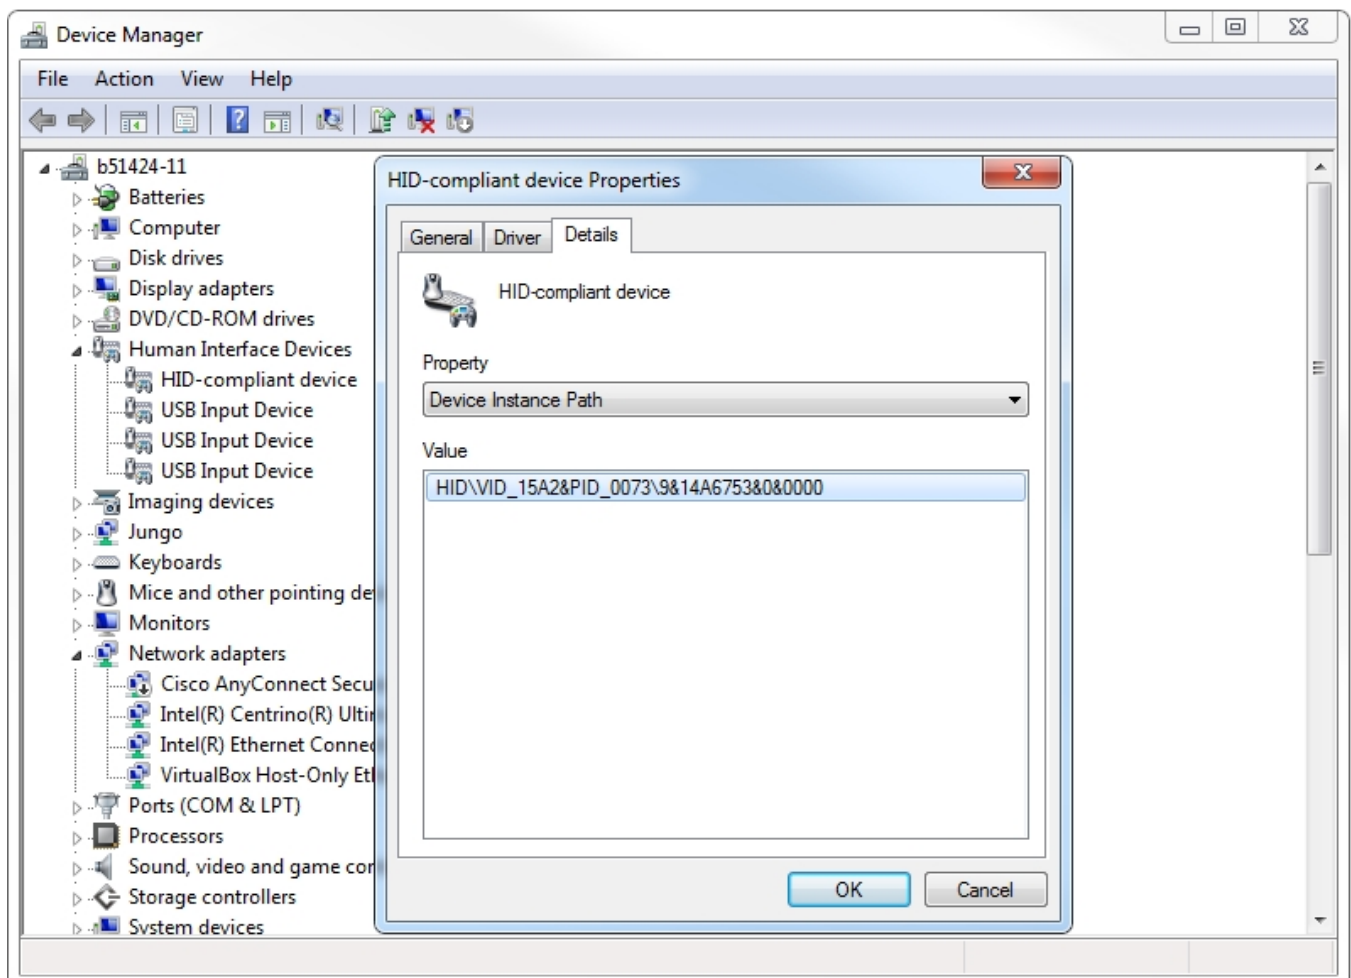 Device Manager
File Action View Help
b51424-11
Batteries
Computer
Disk drives
Display adapters
DVD/CD-ROM drives
Human Interface Devices
HID-compliant device
USB Input Device
USB Input Device
USB Input Device
Imaging devices
Jungo
Keyboards
Mice and other pointing de
Monitors
Network adapters
Cisco AnyConnect Secu
Intel(R) Centrino(R) Ulti
Intel(R) Ethernet Connec
VirtualBox Host-Only Et
Ports (COM & LPT)
Processors
Sound, video and game con
Storage controllers
System devices
HID-compliant device Properties
General Driver Details
HID-compliant device
Property
Device Instance Path
Value
HID\VID_15A2&PID_0073\9&14A6753&0&0000
OK Cancel